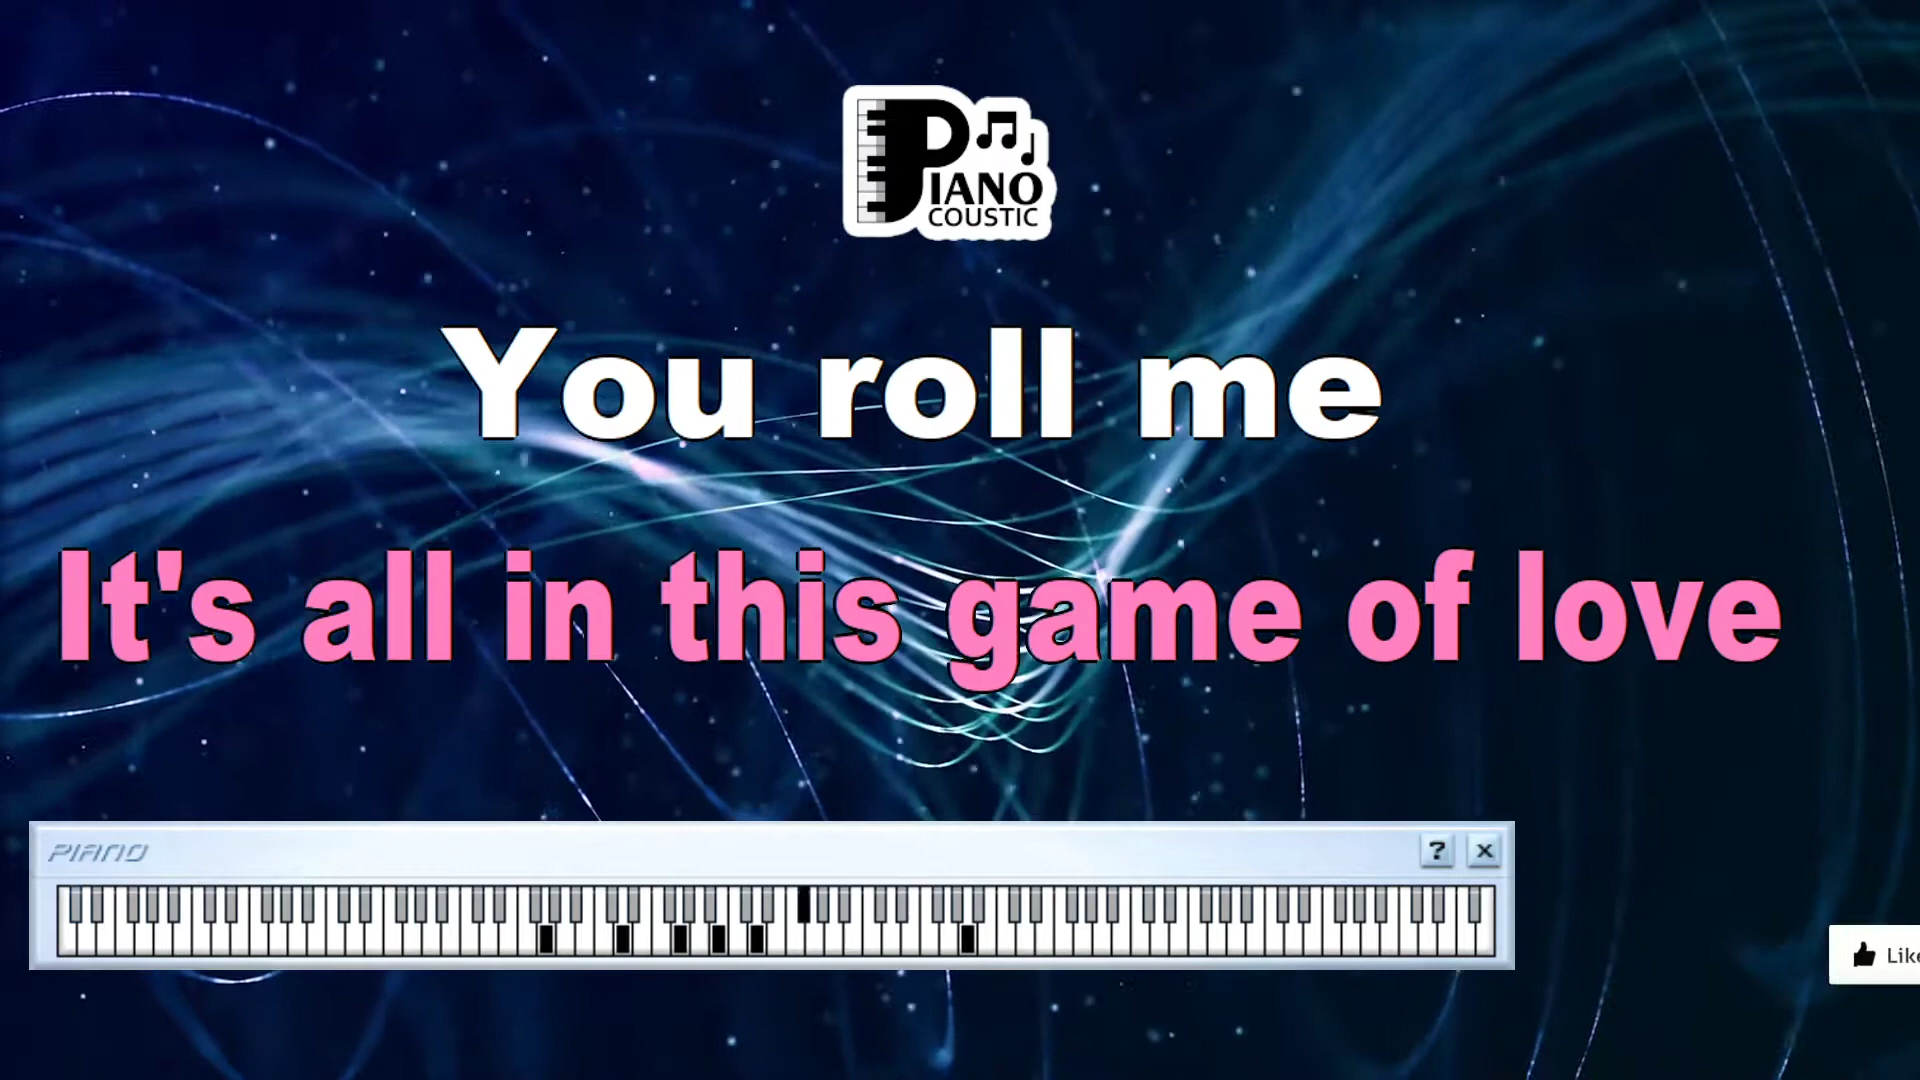 PIANO
COUSTIC
You roll me
It's all in this game of love
PIANO
?
X
Like